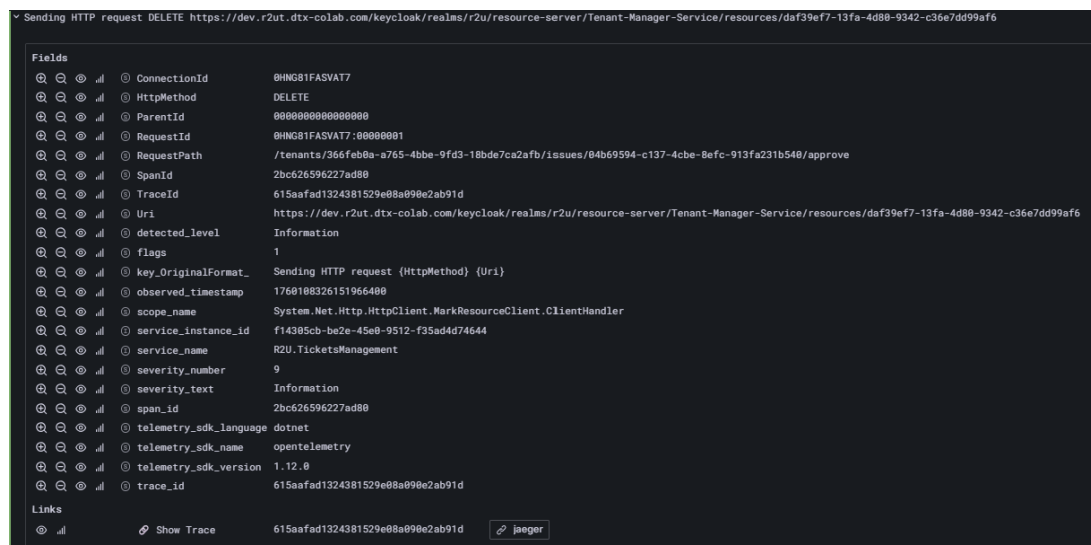 Sending HTTP request DELETE https://dev.r2ut.dtx-colab.com/keycloak/realms/r2u/resource-server/Tenant-Manager-Service/resources/daf39ef7-13fa-4d80-9342-c36e7dd99af6
Fields
ConnectionId 0HNG81FASVAT7
HttpMethod DELETE
ParentId 0000000000000000
RequestId 0HNG81FASVAT7:00000001
RequestPath /tenants/366feb0a-a765-4bbe-9fd3-18bde7ca2afb/issues/04b69594-c137-4cbe-8efc-913fa231b540/approve
SpanId 2bc626596227ad80
TraceId 615aafad1324381529e08a090e2ab91d
Uri https://dev.r2ut.dtx-colab.com/keycloak/realms/r2u/resource-server/Tenant-Manager-Service/resources/daf39ef7-13fa-4d80-9342-c36e7dd99af6
detected_level Information
flags 1
key_OriginalFormat_ Sending HTTP request {HttpMethod} {Uri}
observed_timestamp 1760108326151966400
scope_name System.Net.Http.HttpClient.MarkResourceClient.ClientHandler
service_instance_id f14305cb-be2e-45e0-9512-f35ad4d74644
service_name R2U.TicketsManagement
severity_number 9
severity_text Information
span_id 2bc626596227ad80
telemetry_sdk_language dotnet
telemetry_sdk_name opentelemetry
telemetry_sdk_version 1.12.0
trace_id 615aafad1324381529e08a090e2ab91d
Links
Show Trace 615aafad1324381529e08a090e2ab91d jaeger